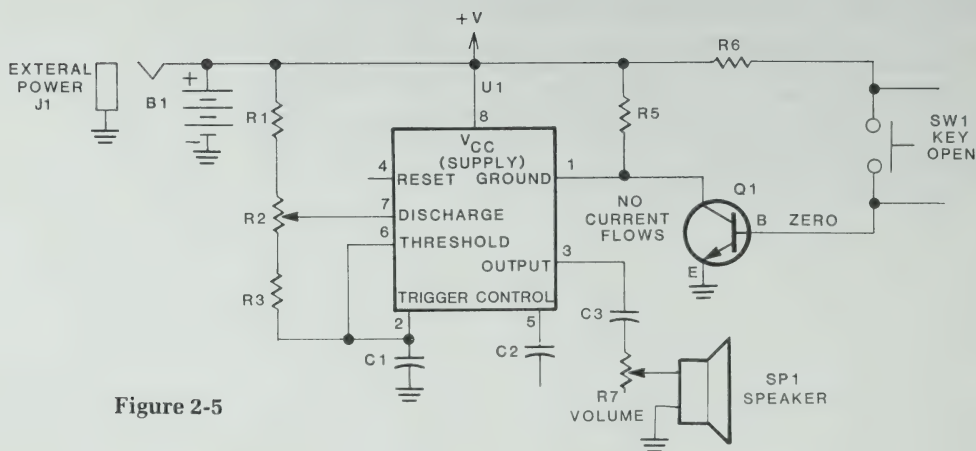 +V
R6
EXTERAL
POWER
J1
+
B1
-
R1
U1
8
R5
SW1
KEY
OPEN
VCC
(SUPPLY)
4
RESET
GROUND
1
Q1
R2
7
DISCHARGE
NO
CURRENT
FLOWS
B
ZERO
6
THRESHOLD
E
OUTPUT
3
R3
TRIGGER
CONTROL
2
5
C1
C2
C3
R7
VOLUME
SP1
SPEAKER
Figure 2-5